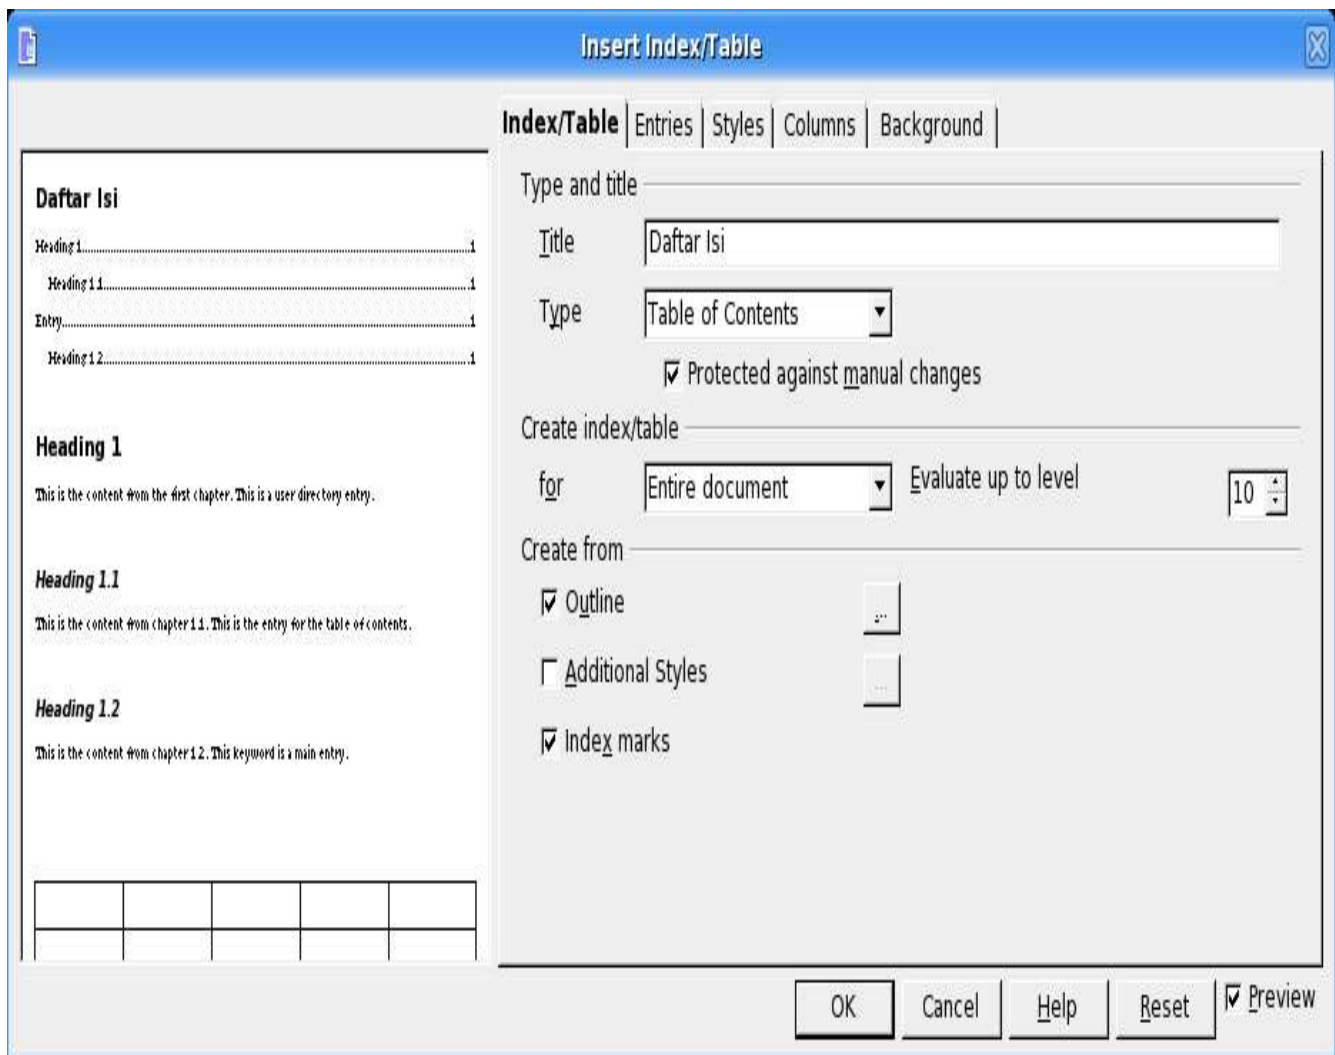 Insert Index/Table
Index/Table Entries Styles Columns Background
Daftar Isi
Heading 1 1
Heading 1.1 1
Entry 1
Heading 1.2 1
Heading 1
This is the content from the first chapter. This is a user directory entry.
Heading 1.1
This is the content from chapter 1.1. This is the entry for the table of contents.
Heading 1.2
This is the content from chapter 1.2. This keyword is a main entry.
Type and title
Title Daftar Isi
Type Table of Contents
Protected against manual changes
Create index/table
for Entire document Evaluate up to level 10
Create from
Outline ...
Additional Styles ...
Index marks
OK Cancel Help Reset Preview